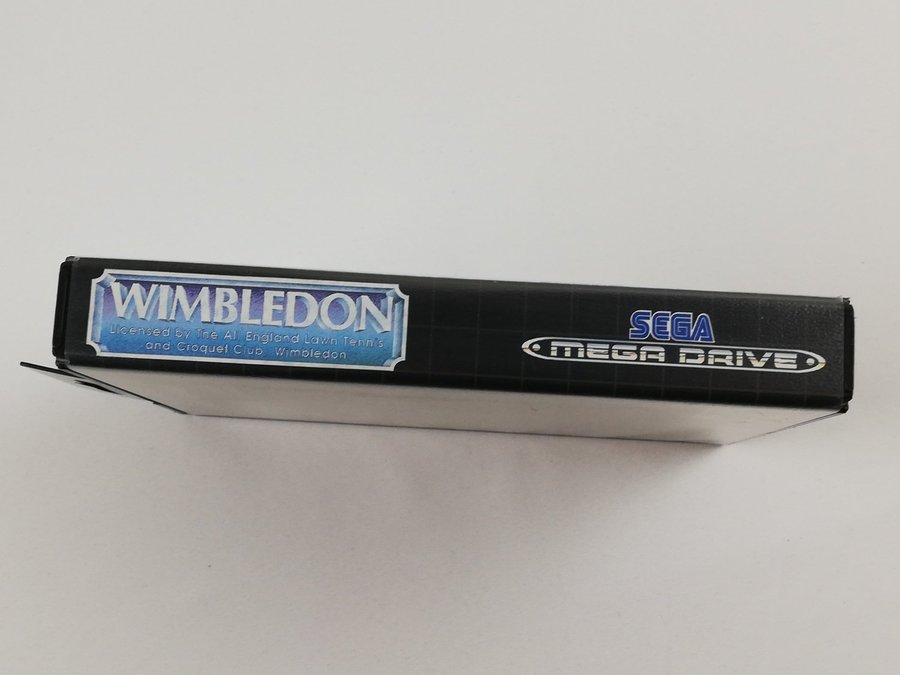 WIMBLEDON
Licensed by The All England Lawn Tennis
and Croquet Club, Wimbledon
SEGA
MEGA DRIVE